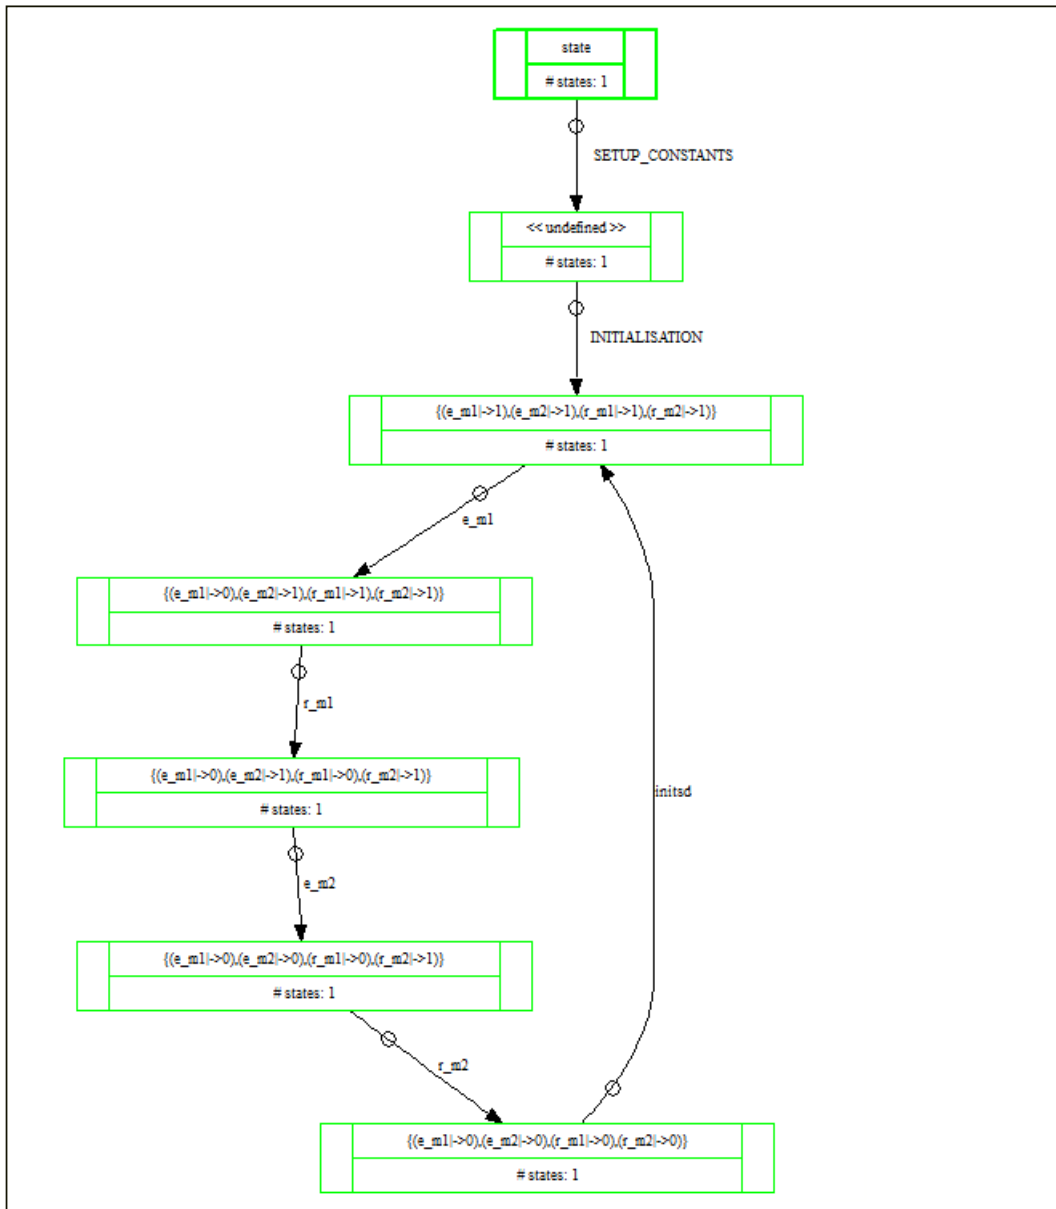 state
# states: 1
SETUP_CONSTANTS
<< undefined >>
# states: 1
INITIALISATION
{(e_m1|->1),(e_m2|->1),(r_m1|->1),(r_m2|->1)}
# states: 1
e_m1
{(e_m1|->0),(e_m2|->1),(r_m1|->1),(r_m2|->1)}
# states: 1
r_m1
{(e_m1|->0),(e_m2|->1),(r_m1|->0),(r_m2|->1)}
initsd
# states: 1
e_m2
{(e_m1|->0),(e_m2|->0),(r_m1|->0),(r_m2|->1)}
# states: 1
r_m2
{(e_m1|->0),(e_m2|->0),(r_m1|->0),(r_m2|->0)}
# states: 1